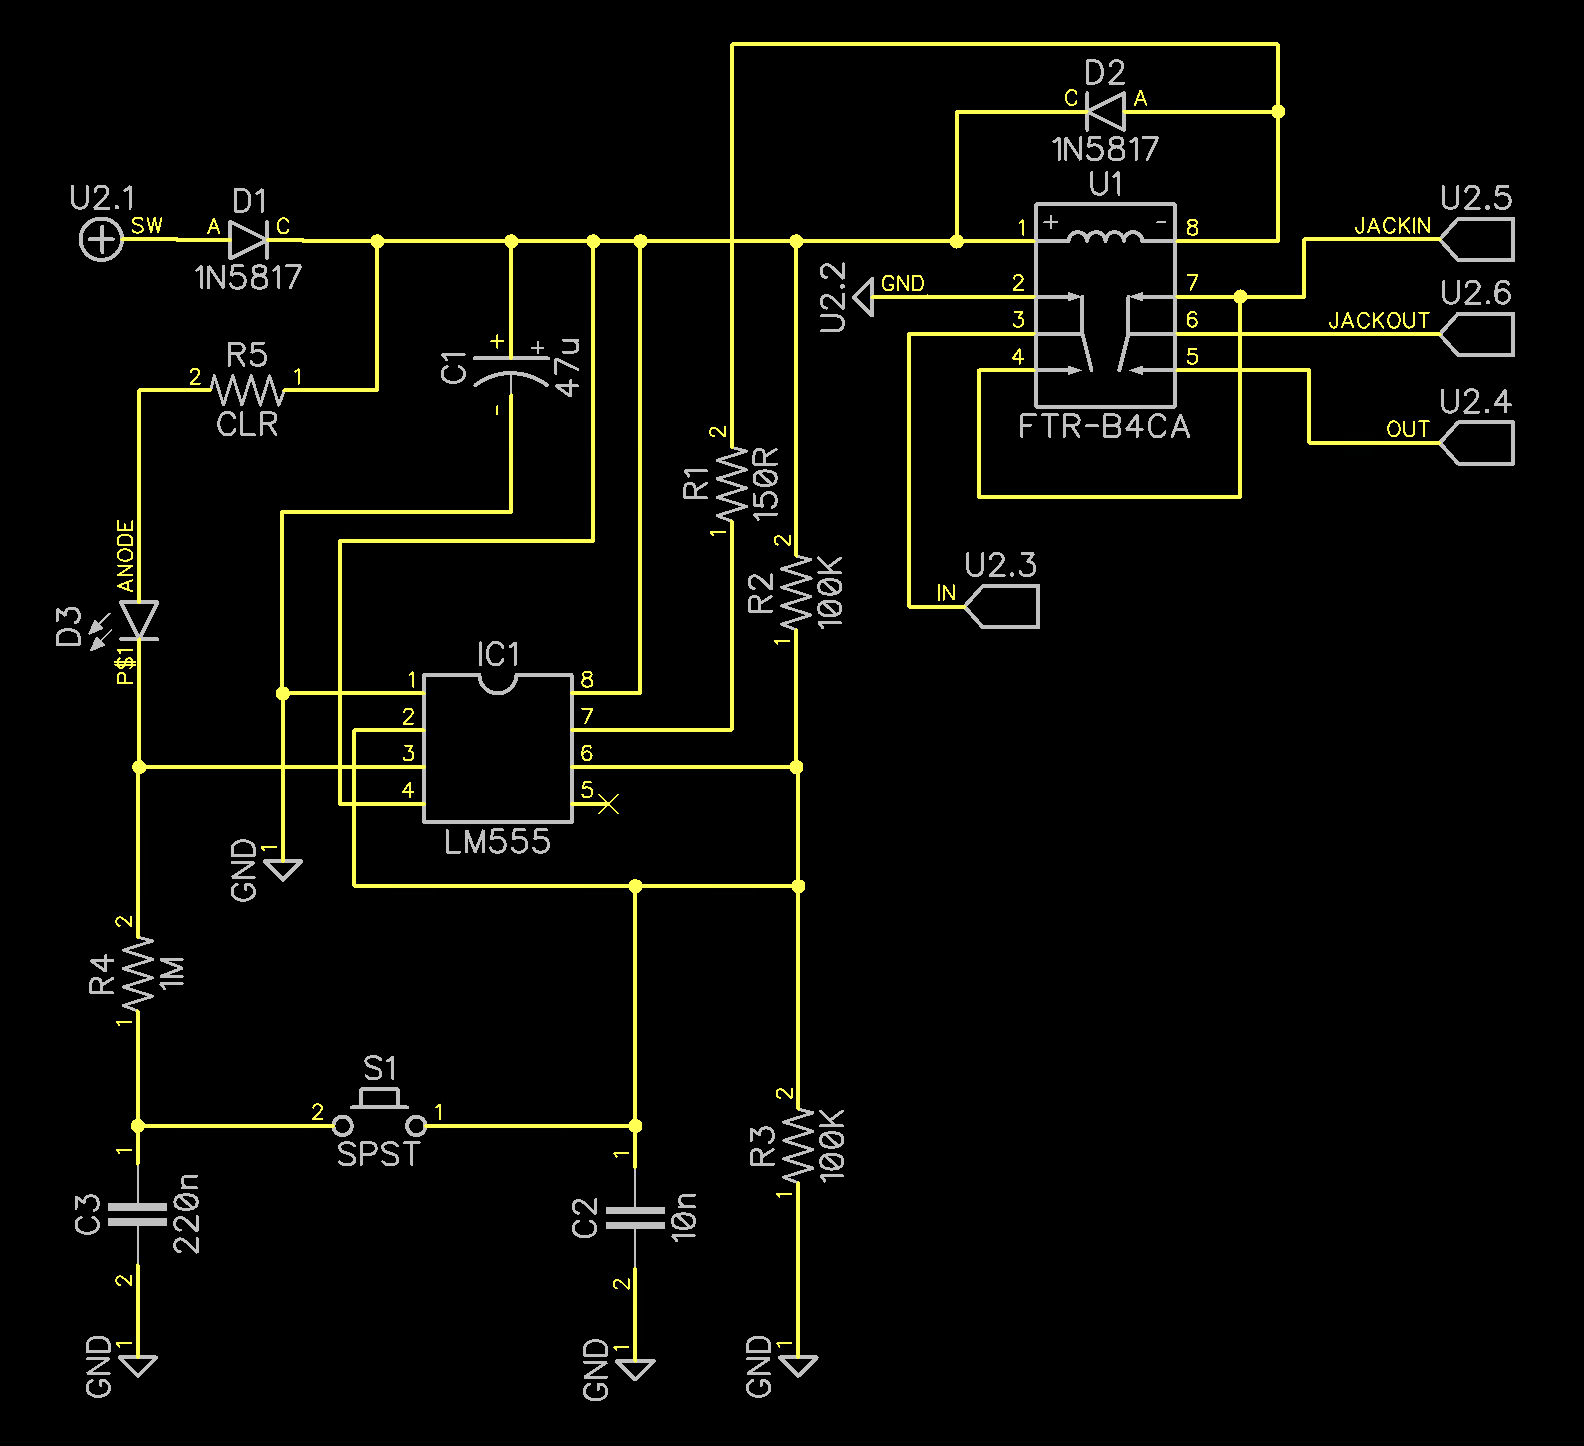 D2
C
A
1N5817
U1
U2.1
SW
A
D1
C
1N5817
1
+
-
8
JACKIN
U2.5
U2.2
GND
2
7
3
6
JACKOUT
U2.6
4
5
FTR-B4CA
OUT
U2.4
R5
2
1
CLR
C1
+
+
47u
-
2
R1
150R
1
2
R2
100K
1
IN
U2.3
ANODE
D3
P$1
IC1
1
8
2
7
3
6
4
5
LM555
GND
1
2
R4
1M
1
S1
2
1
SPST
2
R3
100K
1
1
C3
220n
2
1
C2
10n
2
GND
1
GND
1
GND
1